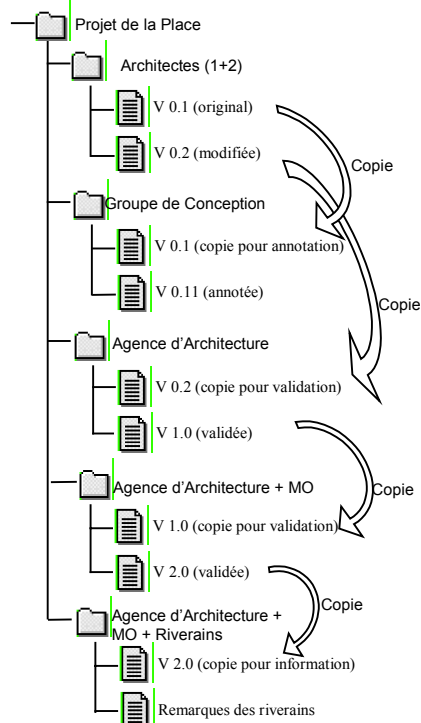 Projet de la Place
Architectes (1+2)
V 0.1 (original)
V 0.2 (modifiée)
Copie
Groupe de Conception
V 0.1 (copie pour annotation)
V 0.11 (annotée)
Copie
Agence d'Architecture
V 0.2 (copie pour validation)
V 1.0 (validée)
Agence d'Architecture + MO
Copie
V 1.0 (copie pour validation)
V 2.0 (validée)
Copie
Agence d'Architecture +
MO + Riverains
V 2.0 (copie pour information)
Remarques des riverains